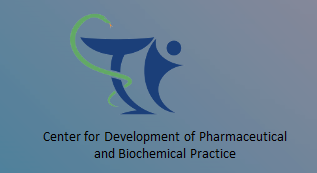 Center for Development of Pharmaceutical
and Biochemical Practice